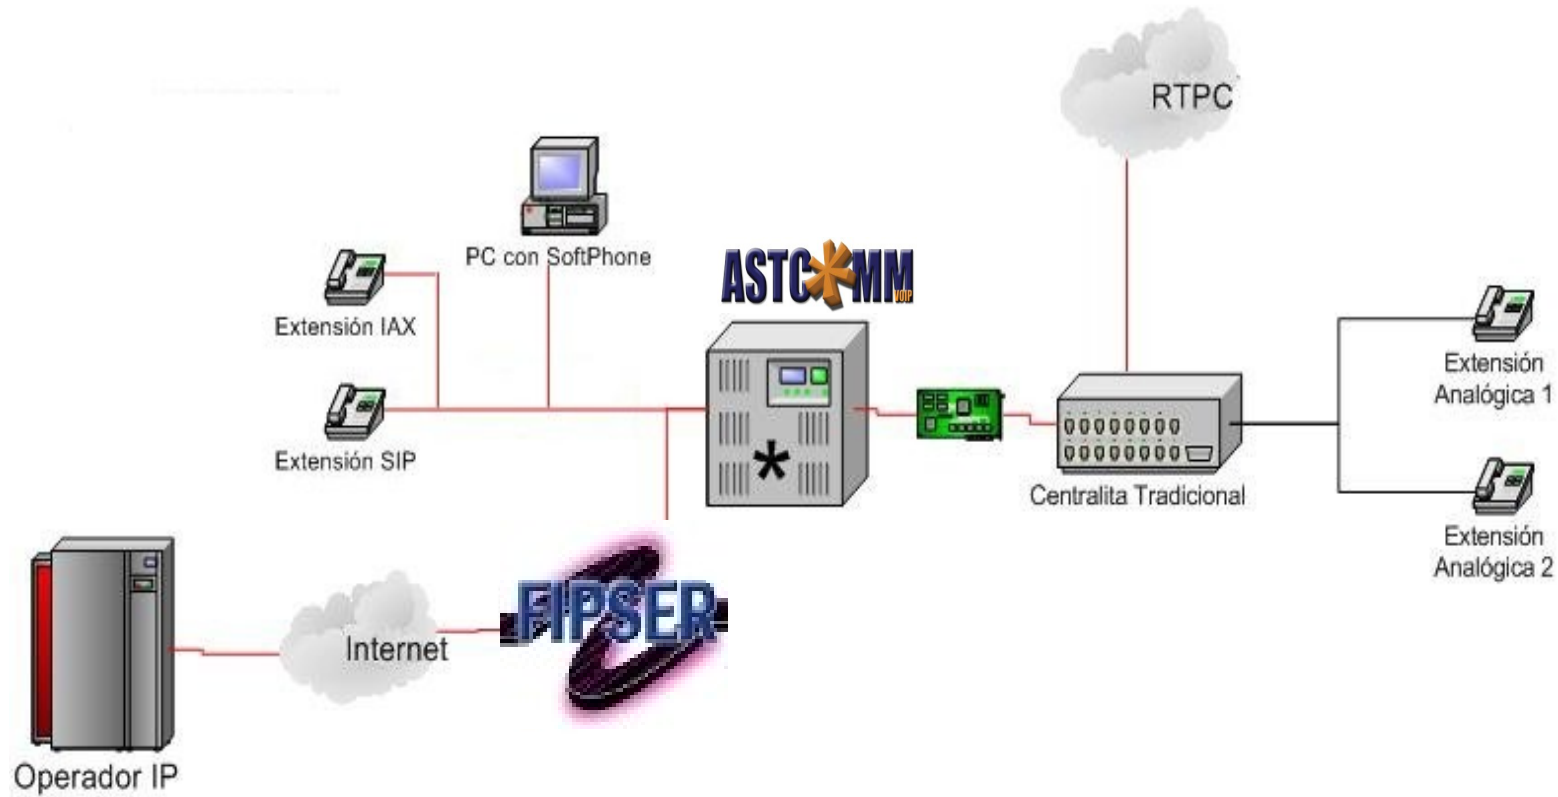 RTPC
PC con SoftPhone
ASTC*MM
VOIP
Extensión IAX
Extensión
Analógica 1
Extensión SIP
*
Centralita Tradicional
Extensión
Analógica 2
FIPSER
Internet
Operador IP